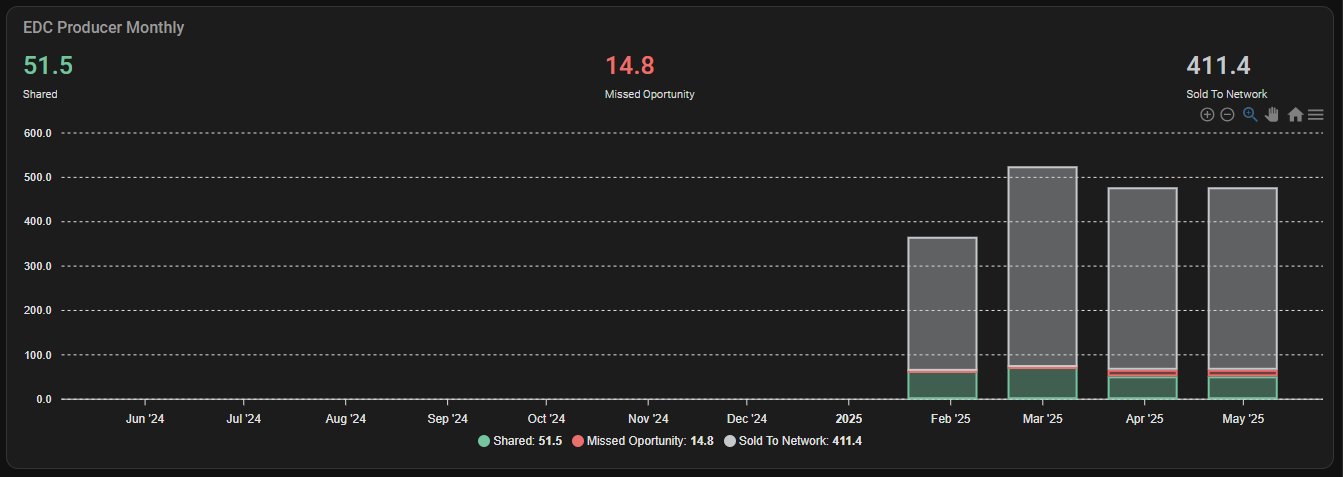 EDC Producer Monthly
51.5
14.8
411.4
Shared
Missed Oportunity
Sold To Network
600.0
500.0
400.0
300.0
200.0
100.0
0.0
Jun '24
Jul '24
Aug '24
Sep '24
Oct '24
Nov '24
Dec '24
2025
Feb '25
Mar '25
Apr '25
May '25
Shared: 51.5
Missed Oportunity: 14.8
Sold To Network: 411.4